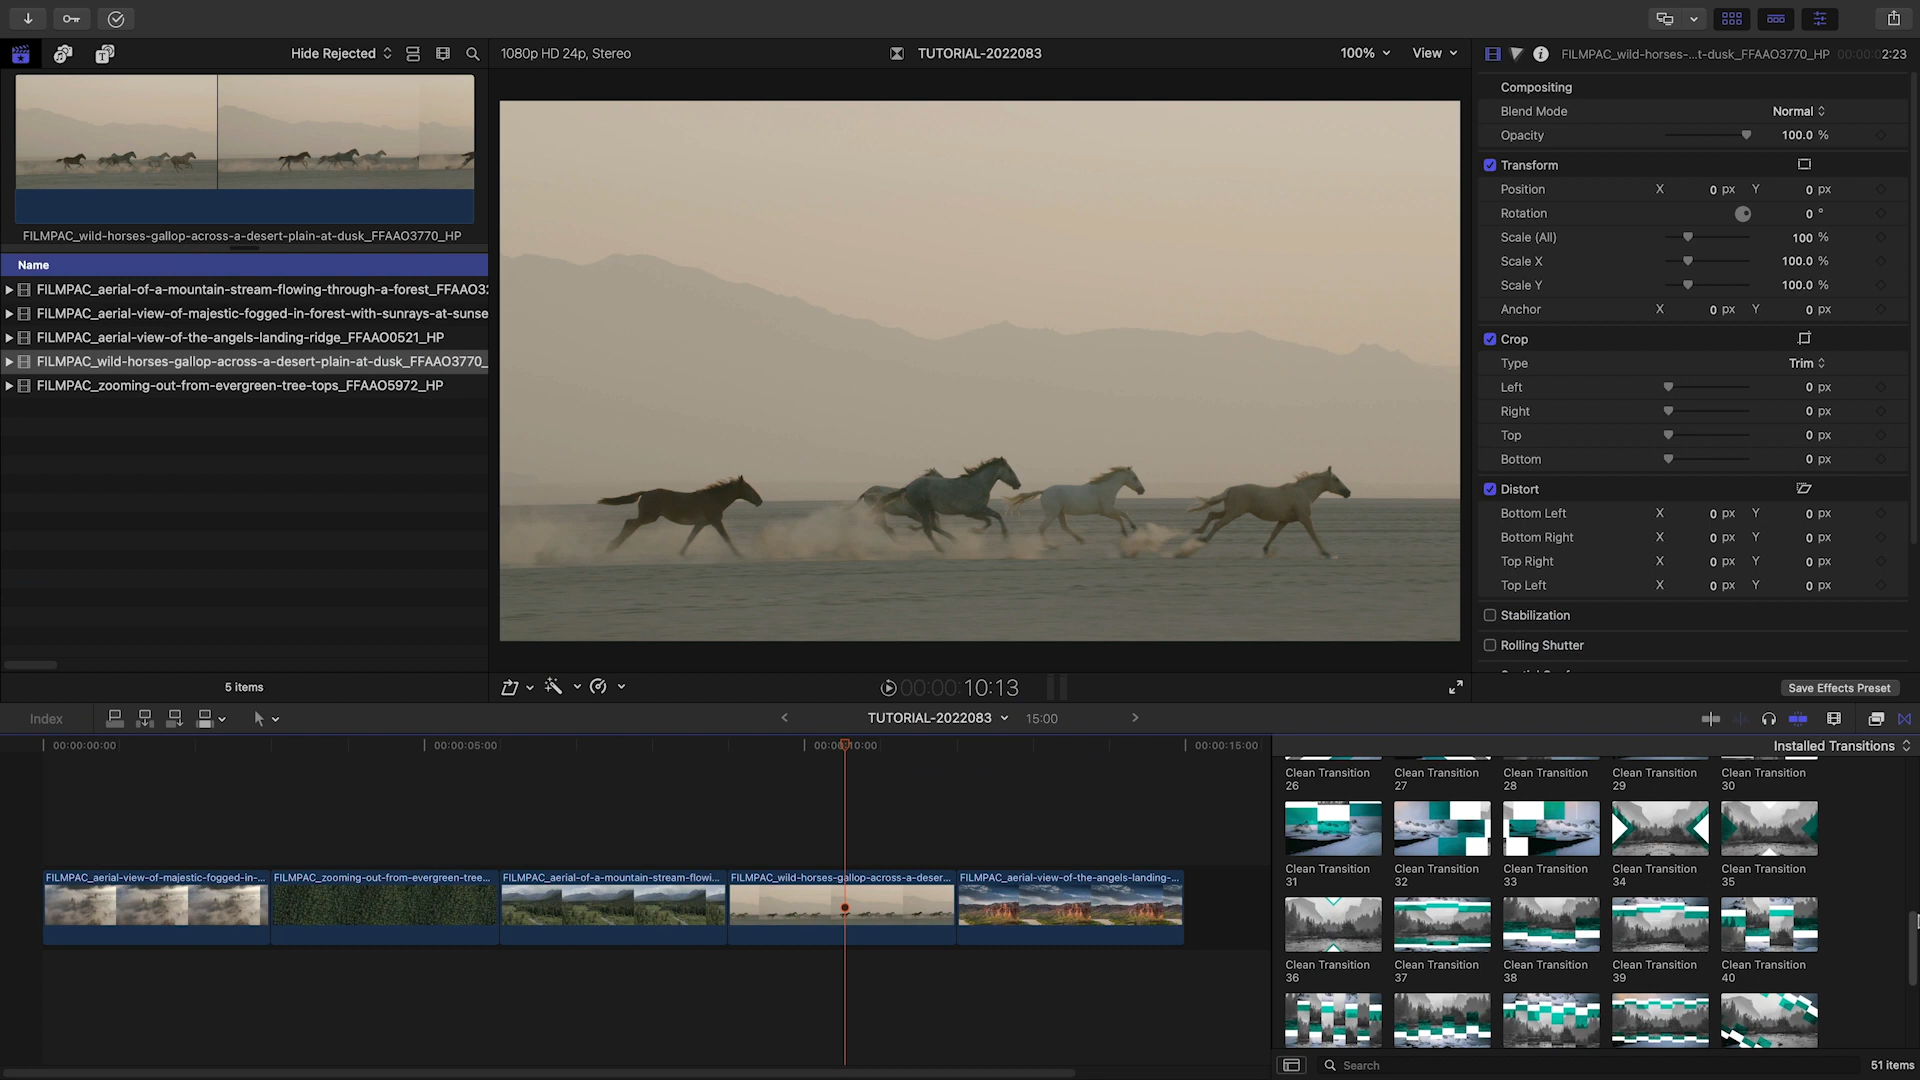 Hide Rejected
1080p HD 24p, Stereo
TUTORIAL-2022083
100%
View
FILMPAC_wild-horses-...t-dusk_FFAAO3770_HP
00:00:02:23
FILMPAC_wild-horses-gallop-across-a-desert-plain-at-dusk_FFAAO3770_HP
Name
FILMPAC_aerial-of-a-mountain-stream-flowing-through-a-forest_FFAAO32
FILMPAC_aerial-view-of-majestic-fogged-in-forest-with-sunrays-at-sunse
FILMPAC_aerial-view-of-the-angels-landing-ridge_FFAAO0521_HP
FILMPAC_wild-horses-gallop-across-a-desert-plain-at-dusk_FFAAO3770_
FILMPAC_zooming-out-from-evergreen-tree-tops_FFAAO5972_HP
5 items
Compositing
Blend Mode Normal
Opacity 100.0 %
Transform
Position X 0 px Y 0 px
Rotation 0 °
Scale (All) 100 %
Scale X 100.0 %
Scale Y 100.0 %
Anchor X 0 px Y 0 px
Crop
Type Trim
Left 0 px
Right 0 px
Top 0 px
Bottom 0 px
Distort
Bottom Left X 0 px Y 0 px
Bottom Right X 0 px Y 0 px
Top Right X 0 px Y 0 px
Top Left X 0 px Y 0 px
Stabilization
Rolling Shutter
Save Effects Preset
00:00:10:13
Index
TUTORIAL-2022083
15:00
00:00:00:00
00:00:05:00
00:00:10:00
00:00:15:00
FILMPAC_aerial-view-of-majestic-fogged-in-...
FILMPAC_zooming-out-from-evergreen-tree...
FILMPAC_aerial-of-a-mountain-stream-flowi...
FILMPAC_wild-horses-gallop-across-a-deser...
FILMPAC_aerial-view-of-the-angels-landing-...
Installed Transitions
Clean Transition 26
Clean Transition 27
Clean Transition 28
Clean Transition 29
Clean Transition 30
Clean Transition 31
Clean Transition 32
Clean Transition 33
Clean Transition 34
Clean Transition 35
Clean Transition 36
Clean Transition 37
Clean Transition 38
Clean Transition 39
Clean Transition 40
Search
51 items